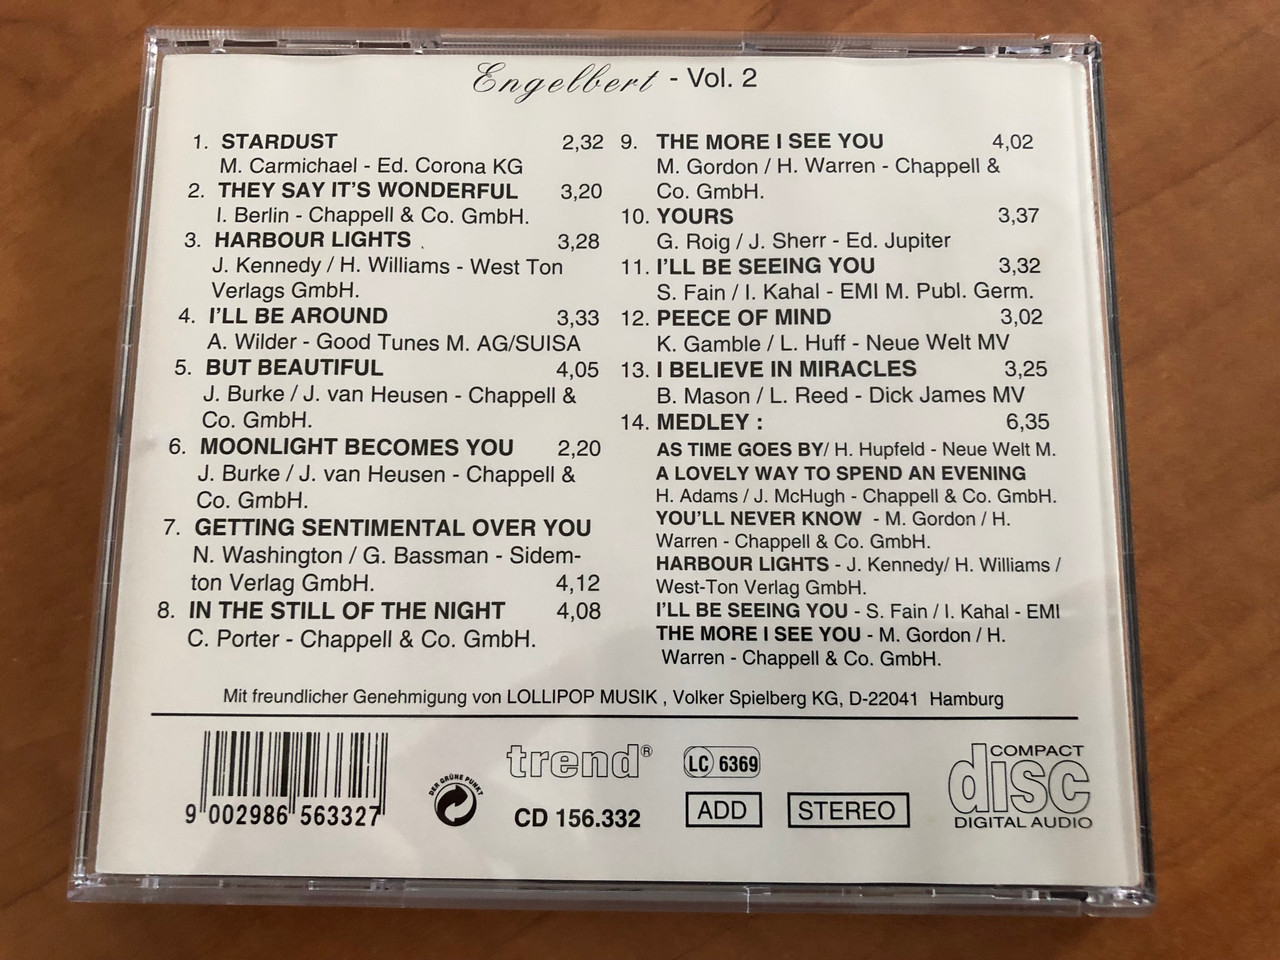 Engelbert - Vol. 2
1. STARDUST 2,32
M. Carmichael - Ed. Corona KG
2. THEY SAY IT'S WONDERFUL 3,20
I. Berlin - Chappell & Co. GmbH.
3. HARBOUR LIGHTS 3,28
J. Kennedy / H. Williams - West Ton
Verlags GmbH.
4. I'LL BE AROUND 3,33
A. Wilder - Good Tunes M. AG/SUISA
5. BUT BEAUTIFUL 4,05
J. Burke / J. van Heusen - Chappell &
Co. GmbH.
6. MOONLIGHT BECOMES YOU 2,20
J. Burke / J. van Heusen - Chappell &
Co. GmbH.
7. GETTING SENTIMENTAL OVER YOU
N. Washington / G. Bassman - Sidem-
ton Verlag GmbH. 4,12
8. IN THE STILL OF THE NIGHT 4,08
C. Porter - Chappell & Co. GmbH.
9. THE MORE I SEE YOU 4,02
M. Gordon / H. Warren - Chappell &
Co. GmbH.
10. YOURS 3,37
G. Roig / J. Sherr - Ed. Jupiter
11. I'LL BE SEEING YOU 3,32
S. Fain / I. Kahal - EMI M. Publ. Germ.
12. PEECE OF MIND 3,02
K. Gamble / L. Huff - Neue Welt MV
13. I BELIEVE IN MIRACLES 3,25
B. Mason / L. Reed - Dick James MV
14. MEDLEY : 6,35
AS TIME GOES BY/ H. Hupfeld - Neue Welt M.
A LOVELY WAY TO SPEND AN EVENING
H. Adams / J. McHugh - Chappell & Co. GmbH.
YOU'LL NEVER KNOW - M. Gordon / H.
Warren - Chappell & Co. GmbH.
HARBOUR LIGHTS - J. Kennedy/ H. Williams /
West-Ton Verlag GmbH.
I'LL BE SEEING YOU - S. Fain / I. Kahal - EMI
THE MORE I SEE YOU - M. Gordon / H.
Warren - Chappell & Co. GmbH.
Mit freundlicher Genehmigung von LOLLIPOP MUSIK , Volker Spielberg KG, D-22041 Hamburg
9 002986 563327
DER GRÜNE PUNKT
trend®
CD 156.332
LC 6369
ADD
STEREO
COMPACT
disc
DIGITAL AUDIO